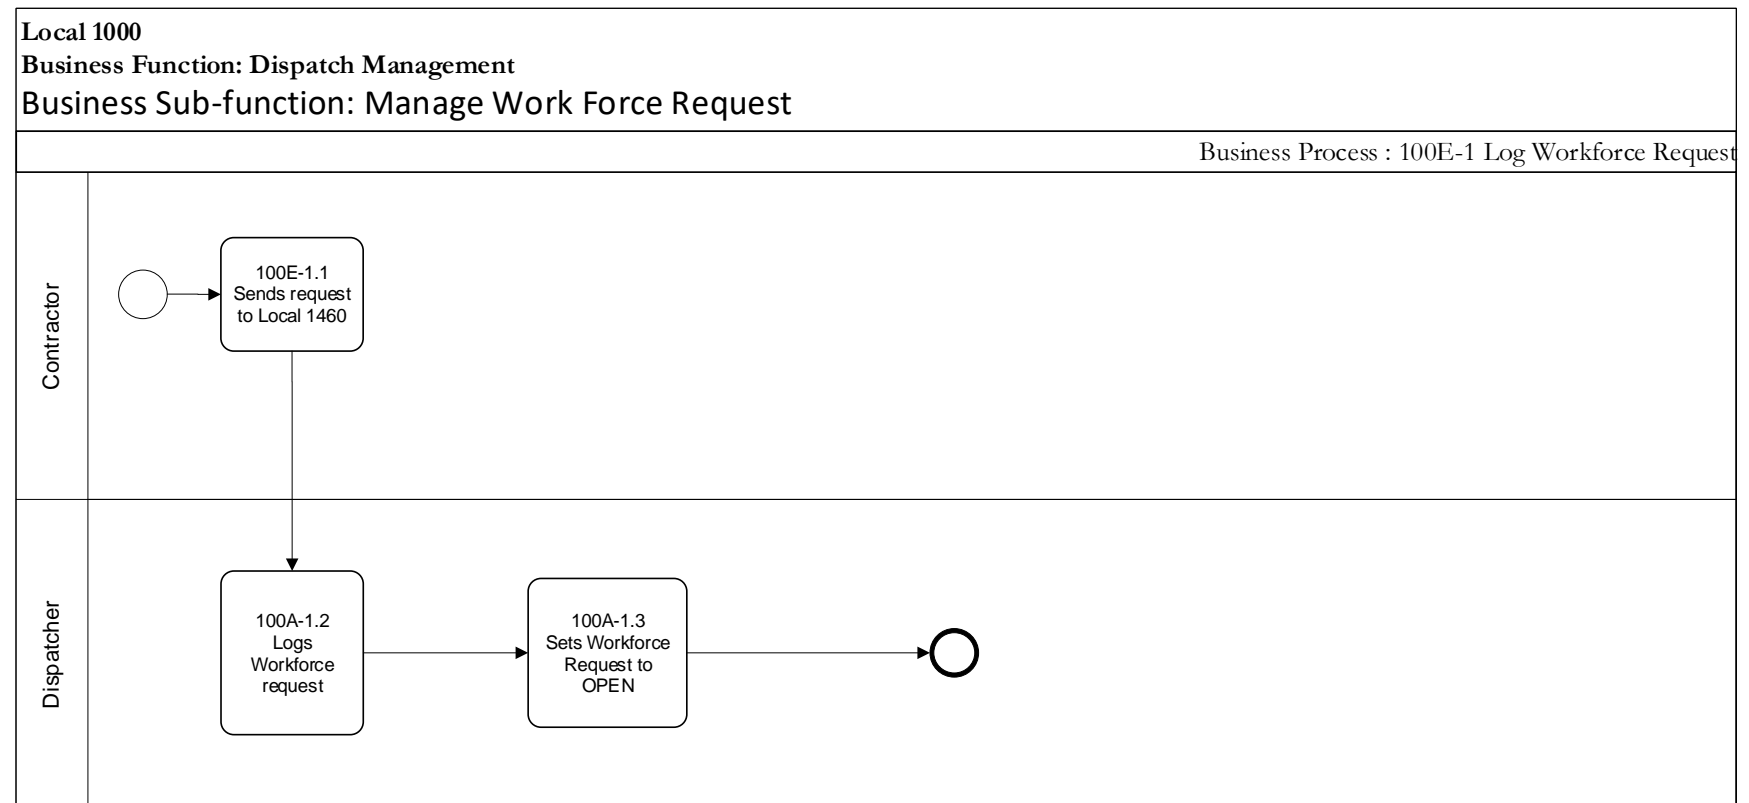 Local 1000
Business Function: Dispatch Management
Business Sub-function: Manage Work Force Request
Business Process : 100E-1 Log Workforce Request
Contractor
100E-1.1
Sends request
to Local 1460
Dispatcher
100A-1.2
Logs
Workforce
request
100A-1.3
Sets Workforce
Request to
OPEN